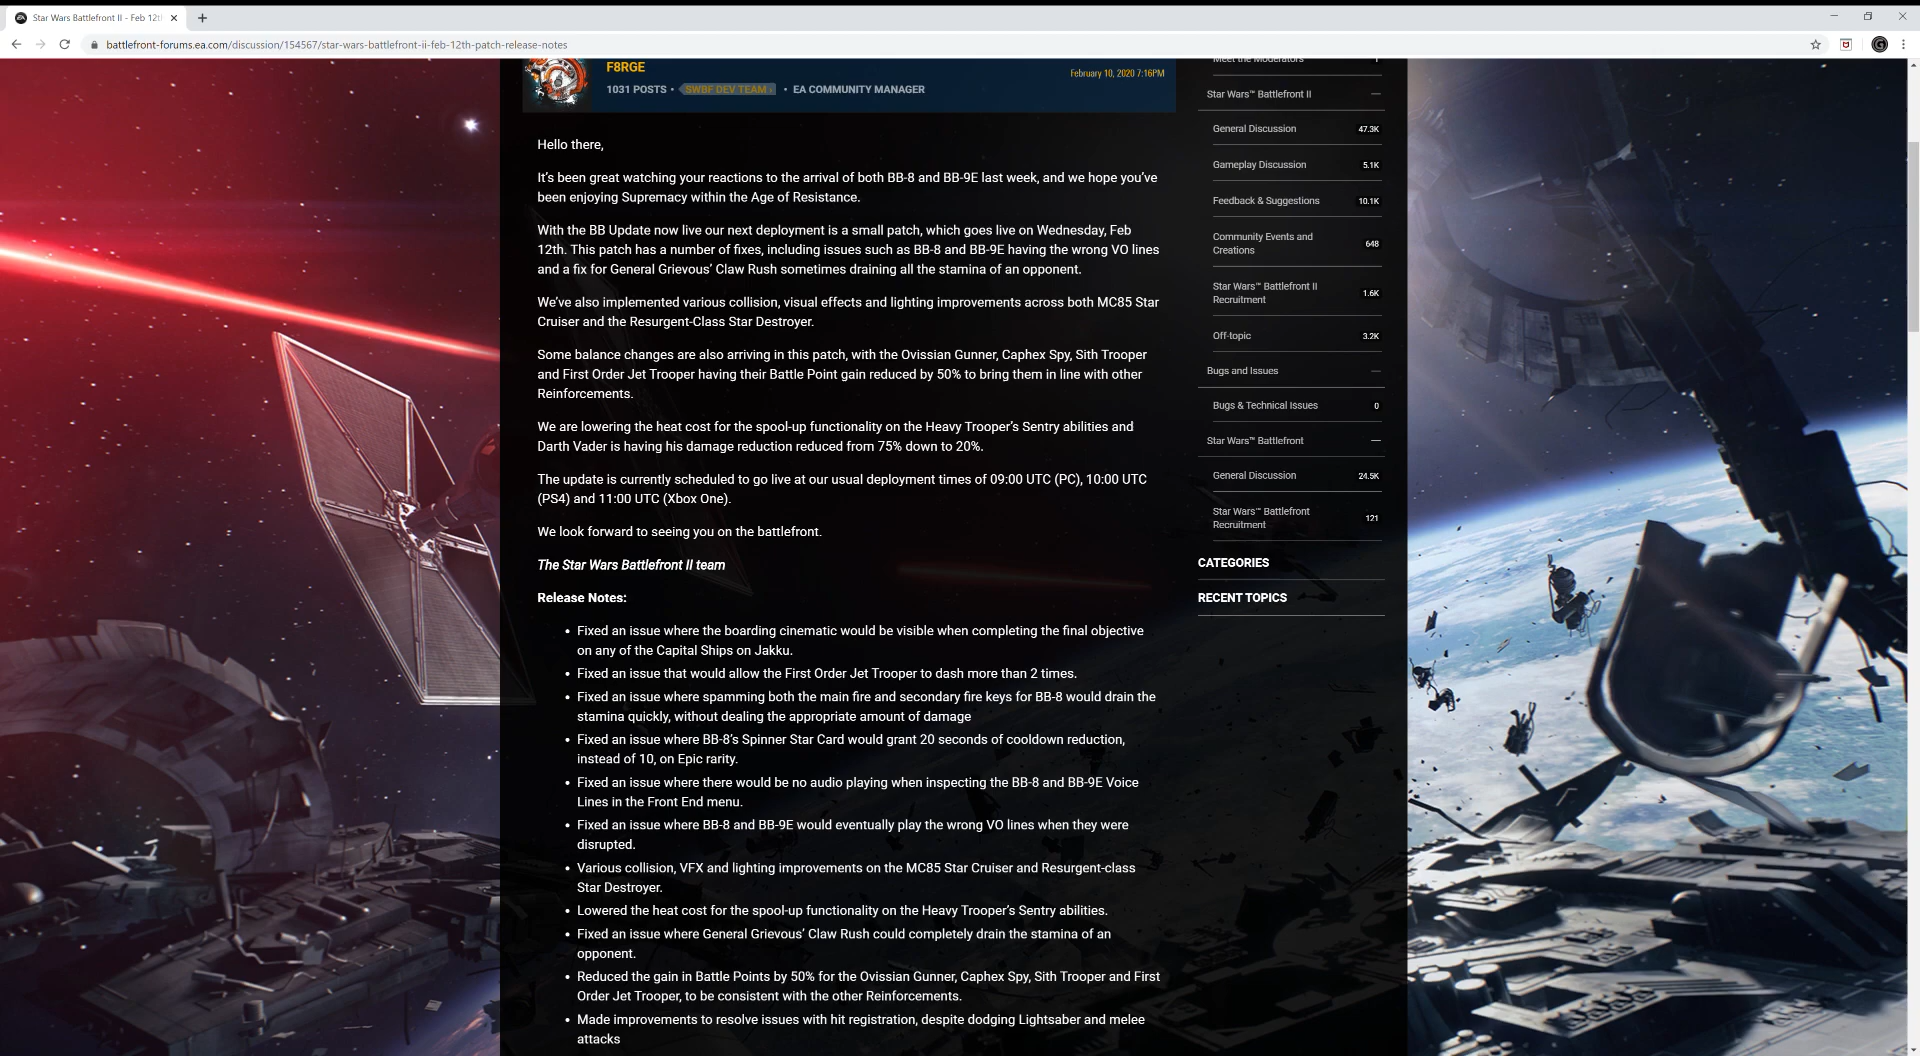 Star Wars Battlefront II - Feb 12t
battlefront-forums.ea.com/discussion/154567/star-wars-battlefront-ii-feb-12th-patch-release-notes
F8RGE
February 10, 2020 7:16PM
1031 POSTS • SWBF DEV TEAM • EA COMMUNITY MANAGER
Hello there,
It's been great watching your reactions to the arrival of both BB-8 and BB-9E last week, and we hope you've
been enjoying Supremacy within the Age of Resistance.
With the BB Update now live our next deployment is a small patch, which goes live on Wednesday, Feb
12th. This patch has a number of fixes, including issues such as BB-8 and BB-9E having the wrong VO lines
and a fix for General Grievous' Claw Rush sometimes draining all the stamina of an opponent.
We've also implemented various collision, visual effects and lighting improvements across both MC85 Star
Cruiser and the Resurgent-Class Star Destroyer.
Some balance changes are also arriving in this patch, with the Ovissian Gunner, Caphex Spy, Sith Trooper
and First Order Jet Trooper having their Battle Point gain reduced by 50% to bring them in line with other
Reinforcements.
We are lowering the heat cost for the spool-up functionality on the Heavy Trooper's Sentry abilities and
Darth Vader is having his damage reduction reduced from 75% down to 20%.
The update is currently scheduled to go live at our usual deployment times of 09:00 UTC (PC), 10:00 UTC
(PS4) and 11:00 UTC (Xbox One).
We look forward to seeing you on the battlefront.
The Star Wars Battlefront II team
Release Notes:
• Fixed an issue where the boarding cinematic would be visible when completing the final objective
on any of the Capital Ships on Jakku.
• Fixed an issue that would allow the First Order Jet Trooper to dash more than 2 times.
• Fixed an issue where spamming both the main fire and secondary fire keys for BB-8 would drain the
stamina quickly, without dealing the appropriate amount of damage
• Fixed an issue where BB-8's Spinner Star Card would grant 20 seconds of cooldown reduction,
instead of 10, on Epic rarity.
• Fixed an issue where there would be no audio playing when inspecting the BB-8 and BB-9E Voice
Lines in the Front End menu.
• Fixed an issue where BB-8 and BB-9E would eventually play the wrong VO lines when they were
disrupted.
• Various collision, VFX and lighting improvements on the MC85 Star Cruiser and Resurgent-class
Star Destroyer.
• Lowered the heat cost for the spool-up functionality on the Heavy Trooper's Sentry abilities.
• Fixed an issue where General Grievous' Claw Rush could completely drain the stamina of an
opponent.
• Reduced the gain in Battle Points by 50% for the Ovissian Gunner, Caphex Spy, Sith Trooper and First
Order Jet Trooper, to be consistent with the other Reinforcements.
• Made improvements to resolve issues with hit registration, despite dodging Lightsaber and melee
attacks
Meet the Moderators 1
Star Wars™ Battlefront II —
General Discussion 47.3K
Gameplay Discussion 5.1K
Feedback & Suggestions 10.1K
Community Events and
Creations 648
Star Wars™ Battlefront II
Recruitment 1.6K
Off-topic 3.2K
Bugs and Issues —
Bugs & Technical Issues 0
Star Wars™ Battlefront —
General Discussion 24.5K
Star Wars™ Battlefront
Recruitment 121
CATEGORIES
RECENT TOPICS